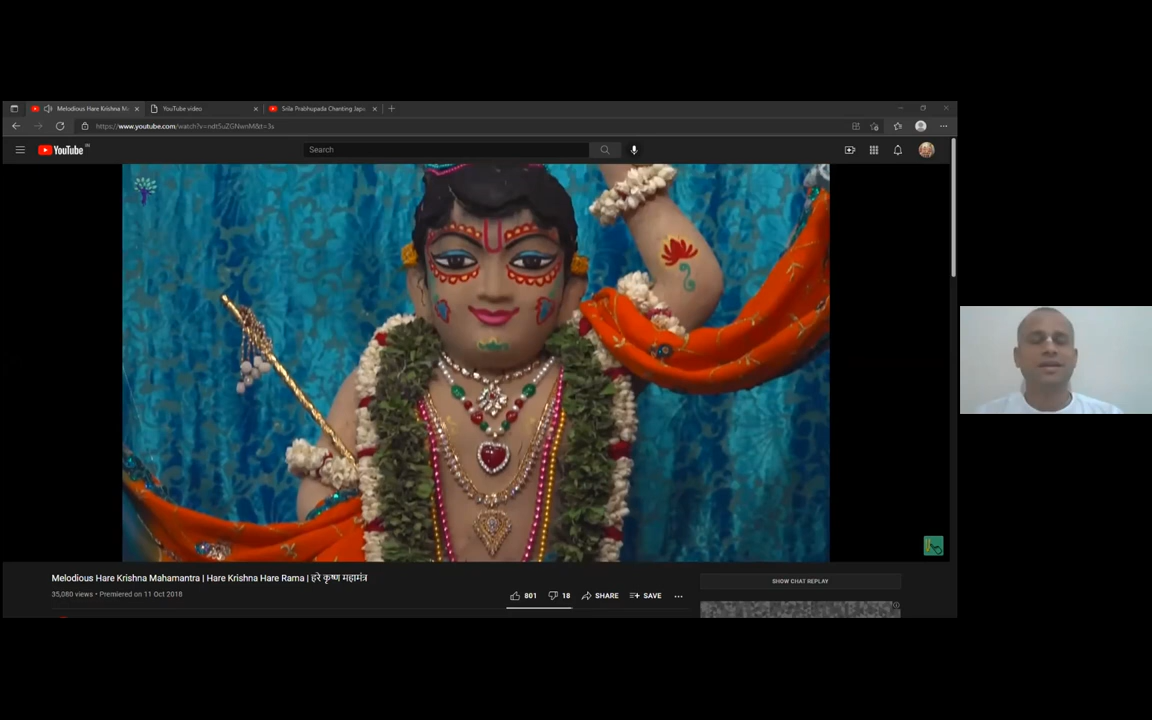 Melodious Hare Krishna M
YouTube video
Srila Prabhupada Chanting Japa
https://www.youtube.com/watch?v=ndt5uZGNwnM&t=3s
YouTube IN
Search
Melodious Hare Krishna Mahamantra | Hare Krishna Hare Rama | हरे कृष्ण महामंत्र
35,080 views • Premiered on 11 Oct 2018
801
18
SHARE
SAVE
SHOW CHAT REPLAY